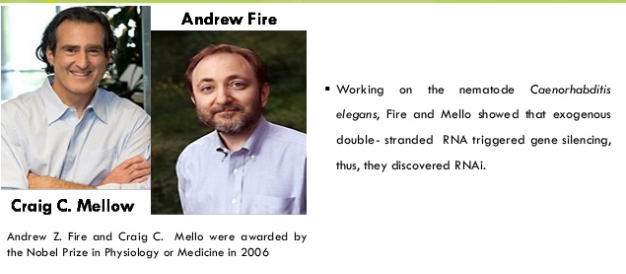 Andrew Fire
Craig C. Mellow
Andrew Z. Fire and Craig C. Mello were awarded by
the Nobel Prize in Physiology or Medicine in 2006
▪ Working on the nematode Caenorhabditis
elegans, Fire and Mello showed that exogenous
double- stranded RNA triggered gene silencing,
thus, they discovered RNAi.